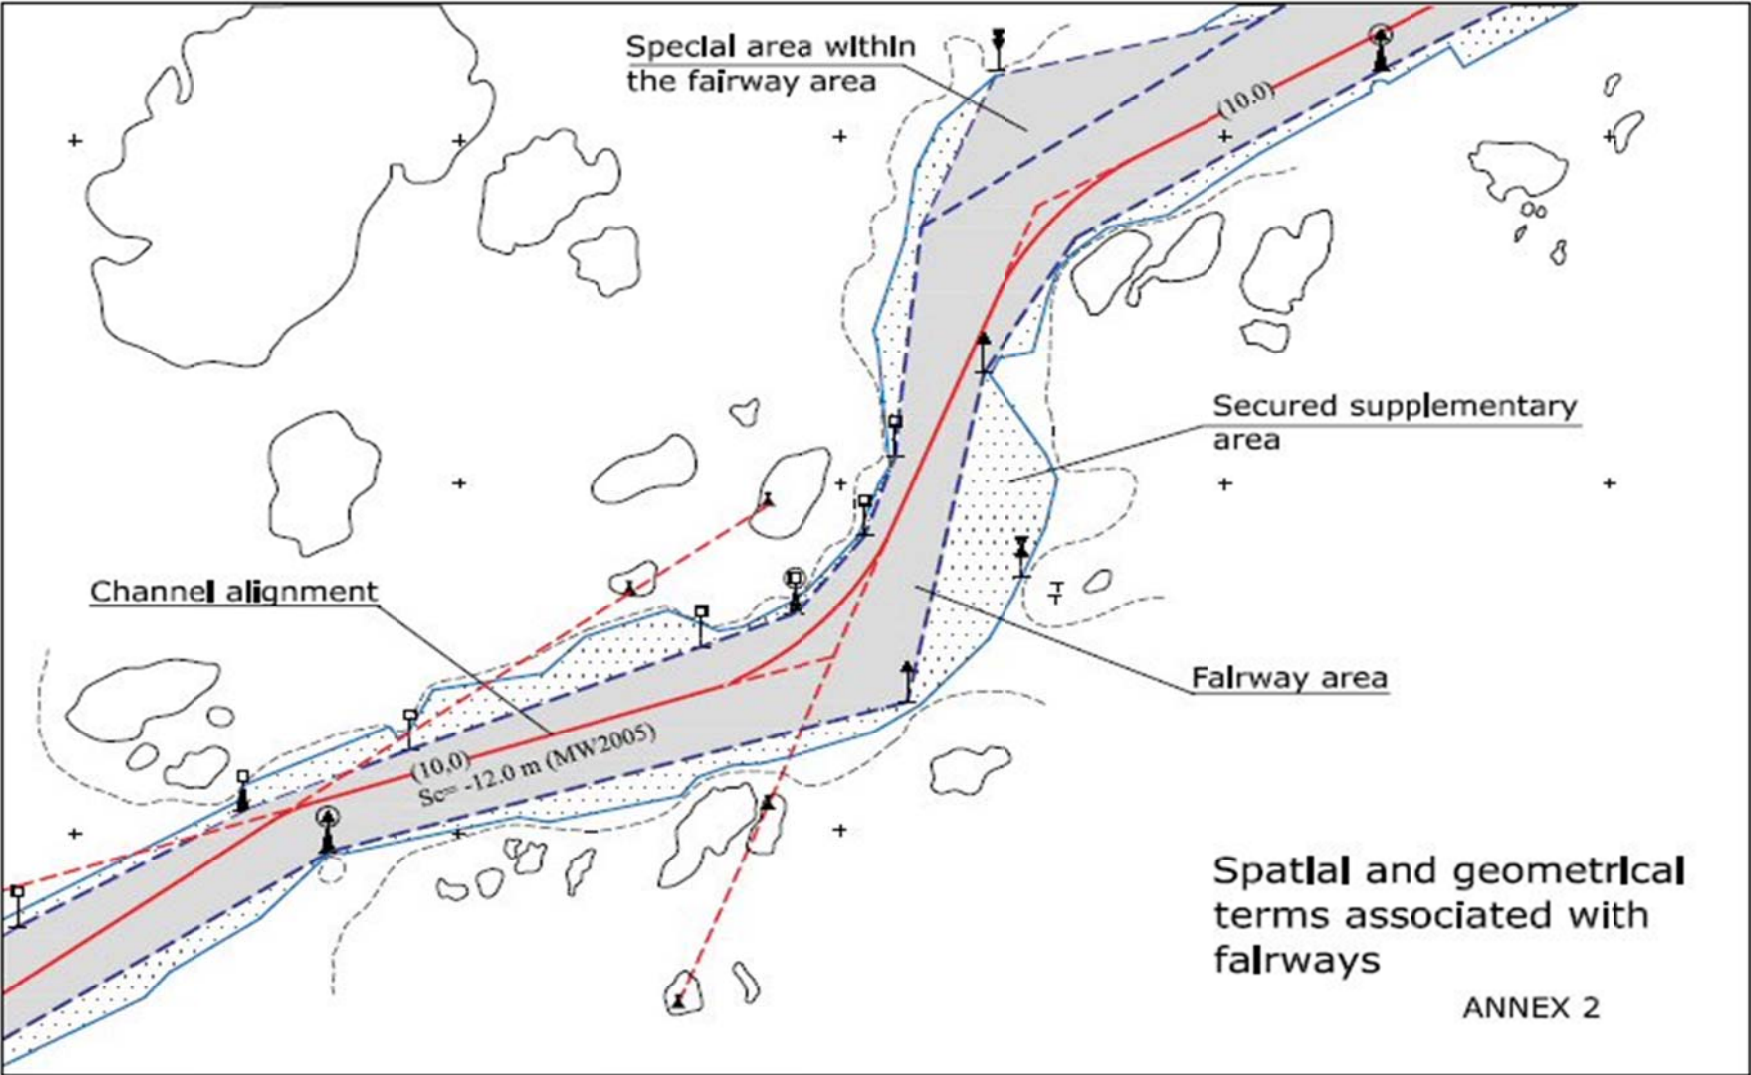 Special area within
the fairway area
(10.0)
Secured supplementary
area
Channel alignment
Fairway area
(10,0)
Sc= -12.0 m (MW2005)
Spatial and geometrical
terms associated with
fairways
ANNEX 2